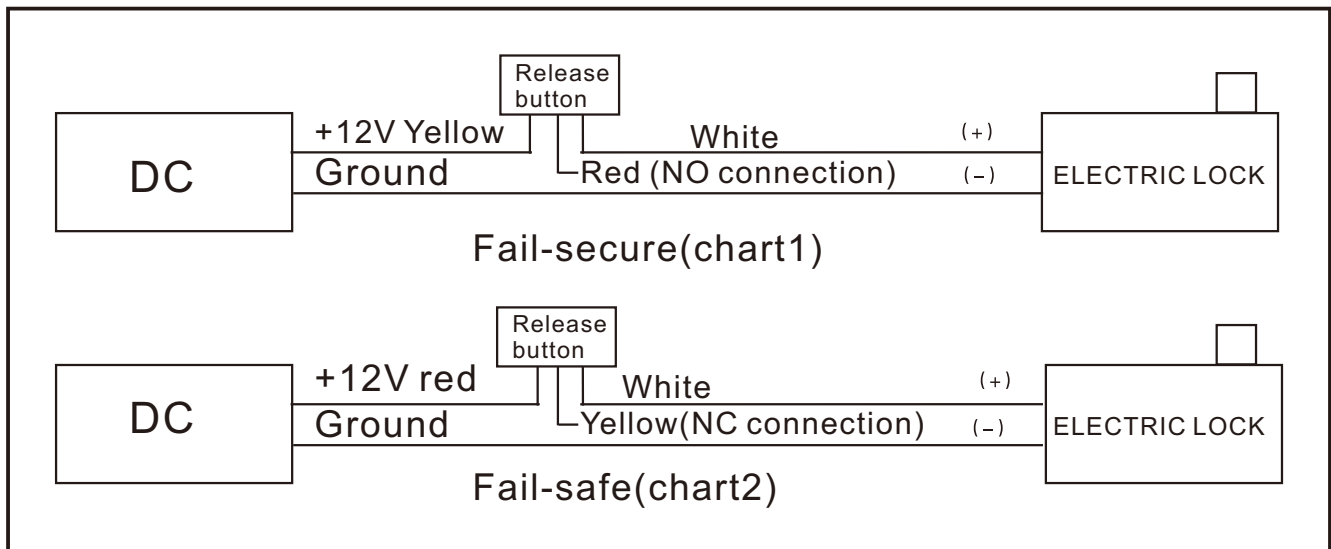 Release
button
+12V Yellow
White
(+)
DC
Ground
Red (NO connection)
(-)
ELECTRIC LOCK
Fail-secure(chart1)
Release
button
+12V red
White
(+)
DC
Ground
Yellow(NC connection)
(-)
ELECTRIC LOCK
Fail-safe(chart2)